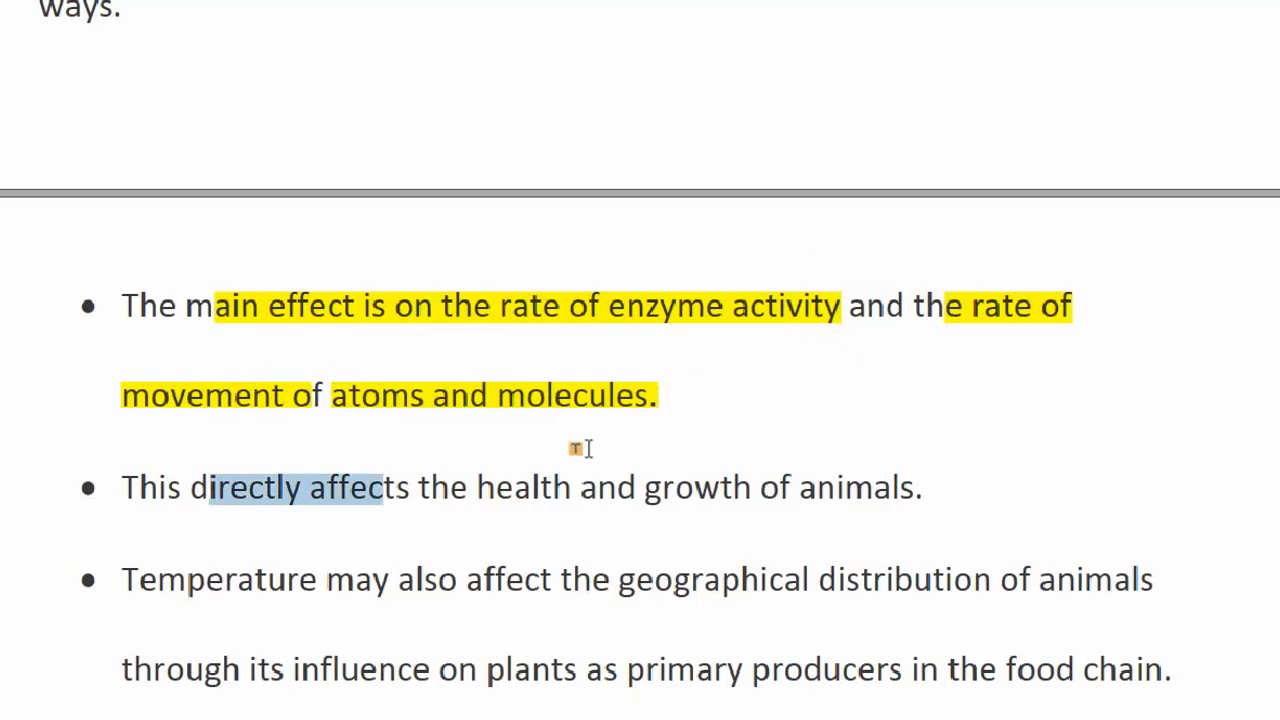 ways.
• The main effect is on the rate of enzyme activity and the rate of
movement of atoms and molecules.
• This directly affects the health and growth of animals.
• Temperature may also affect the geographical distribution of animals
through its influence on plants as primary producers in the food chain.